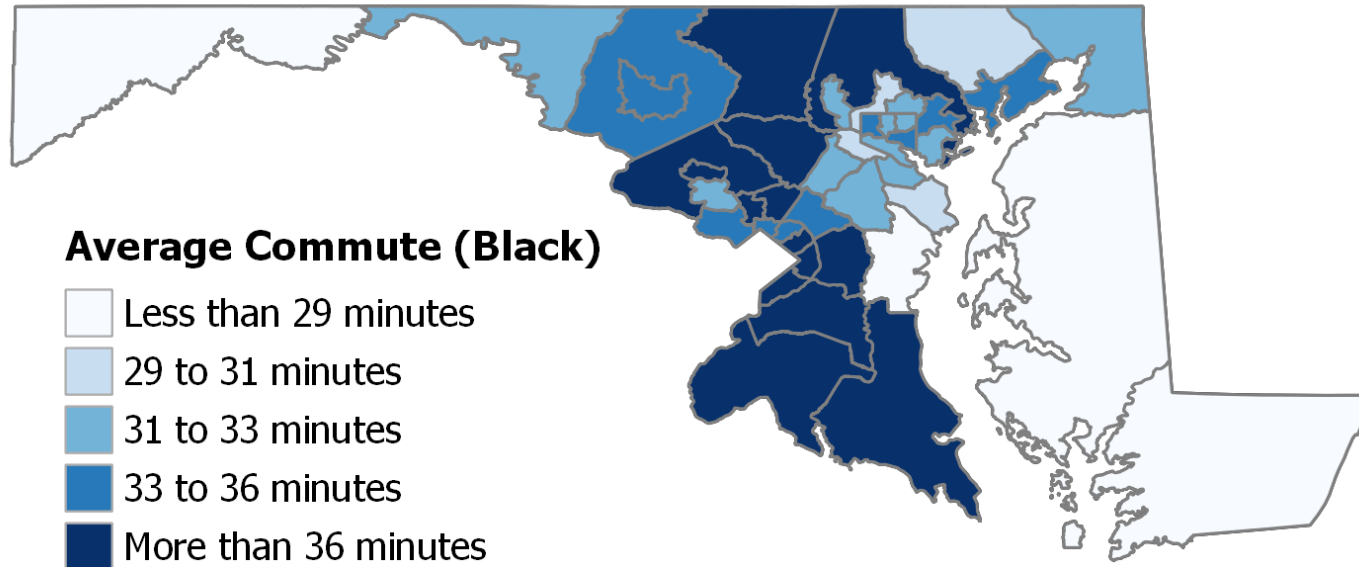 Average Commute (Black)
Less than 29 minutes
29 to 31 minutes
31 to 33 minutes
33 to 36 minutes
More than 36 minutes